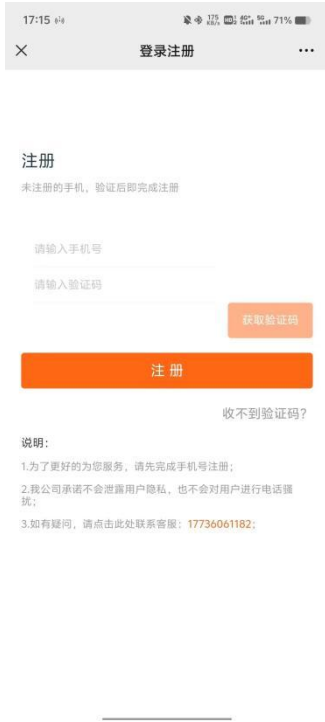 17:15
175 KB/s HD 4G+ 5G 71%
登录注册
注册
未注册的手机，验证后即完成注册
请输入手机号
请输入验证码
获取验证码
注 册
收不到验证码?
说明：
1.为了更好的为您服务，请先完成手机号注册；
2.我公司承诺不会泄露用户隐私，也不会对用户进行电话骚
扰；
3.如有疑问，请点击此处联系客服：17736061182；